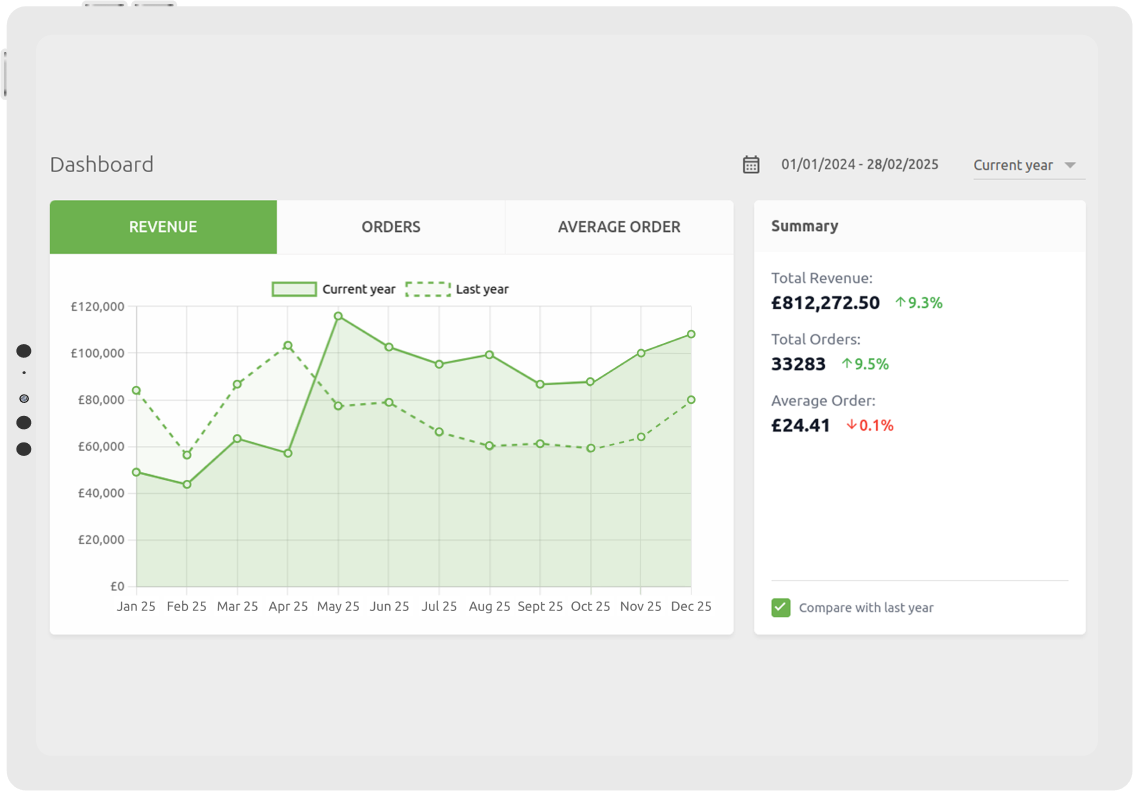 Dashboard
01/01/2024 - 28/02/2025
Current year
REVENUE
ORDERS
AVERAGE ORDER
Current year
Last year
£120,000
£100,000
£80,000
£60,000
£40,000
£20,000
£0
Jan 25 Feb 25 Mar 25 Apr 25 May 25 Jun 25 Jul 25 Aug 25 Sept 25 Oct 25 Nov 25 Dec 25
Summary
Total Revenue:
£812,272.50 ↑9.3%
Total Orders:
33283 ↑9.5%
Average Order:
£24.41 ↓0.1%
Compare with last year